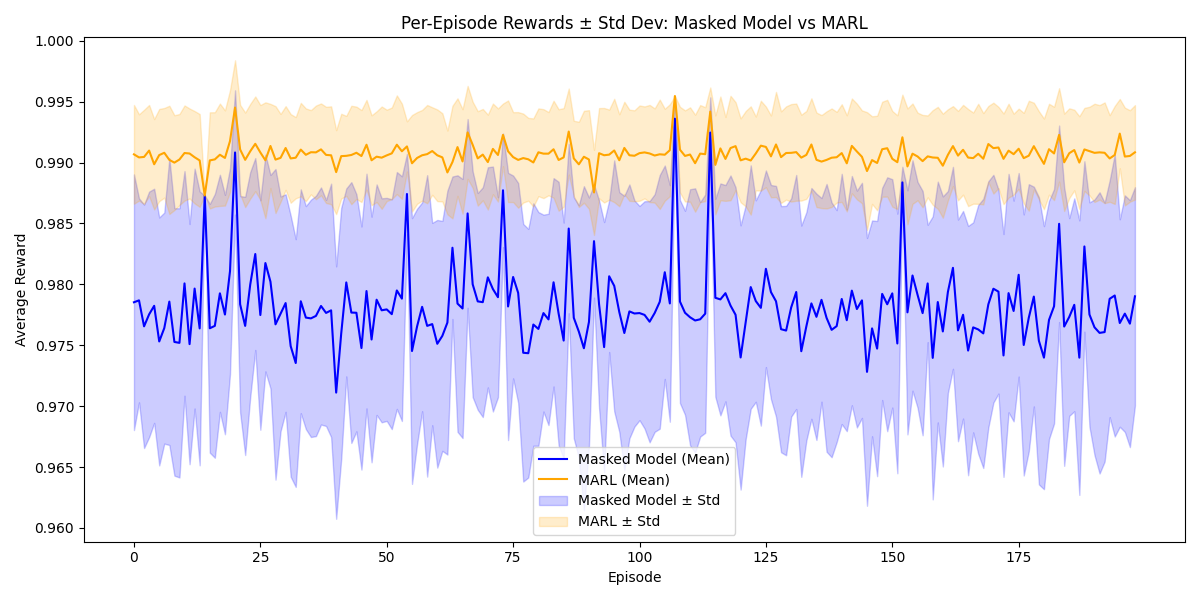 Per-Episode Rewards ± Std Dev: Masked Model vs MARL
1.000
0.995
0.990
0.985
0.980
0.975
0.970
0.965
0.960
Average Reward
Masked Model (Mean)
MARL (Mean)
Masked Model ± Std
MARL ± Std
0 25 50 75 100 125 150 175
Episode